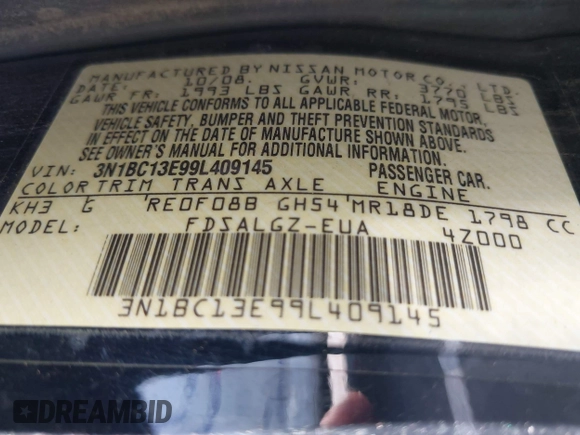 MANUFACTURED BY NISSAN MOTOR CO., LTD.
DATE: 10/08. GVWR: 3770 LBS
GAWR FR: 1993 LBS GAWR RR: 1795 LBS
THIS VEHICLE CONFORMS TO ALL APPLICABLE FEDERAL MOTOR
VEHICLE SAFETY, BUMPER AND THEFT PREVENTION STANDARDS
IN EFFECT ON THE DATE OF MANUFACTURE SHOWN ABOVE.
SEE OWNER'S MANUAL FOR ADDITIONAL INFORMATION.
VIN: 3N1BC13E99L409145 PASSENGER CAR.
COLOR TRIM TRANS AXLE ENGINE
KH3 G RE0F08B GH54 MR18DE 1798 CC
FDSALGZ-EUA 4Z000
3N1BC13E99L409145
DREAMBID